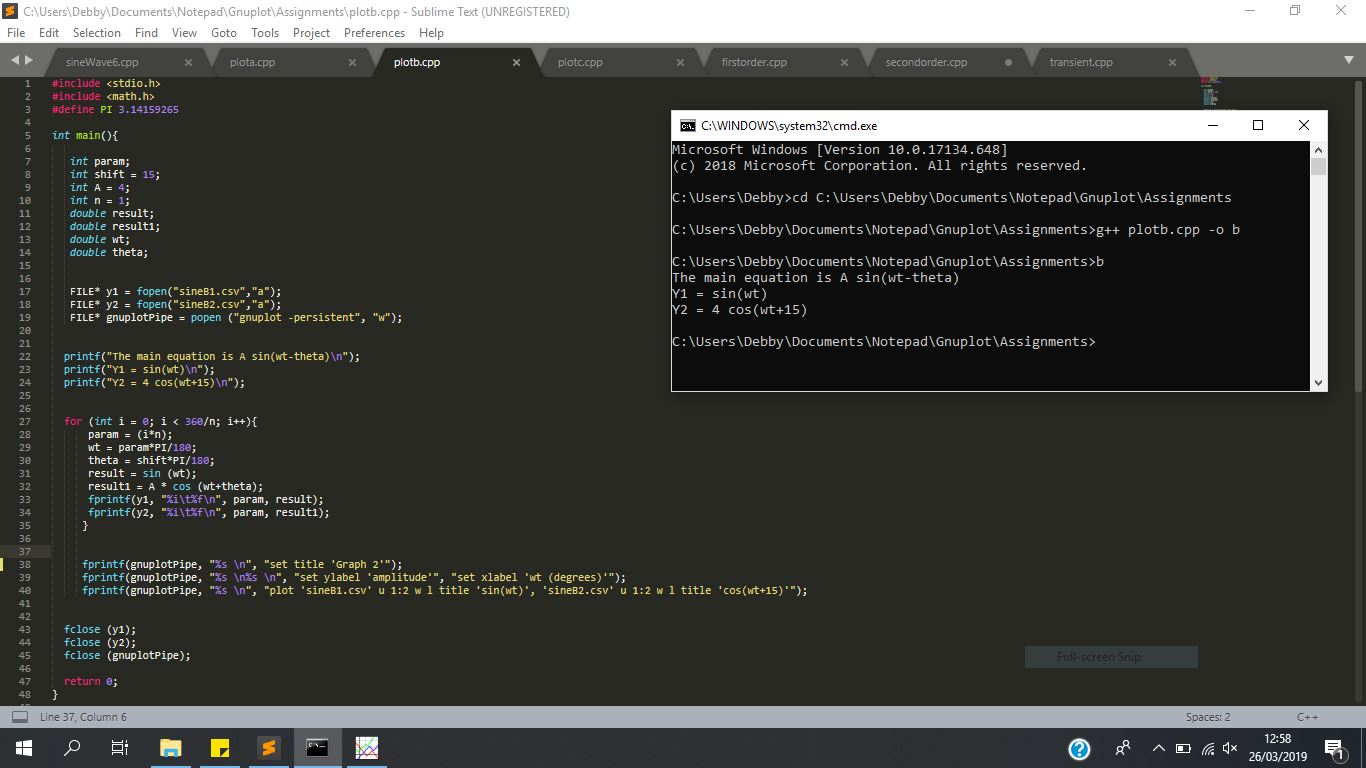 C:\Users\Debby\Documents\Notepad\Gnuplot\Assignments\plotb.cpp - Sublime Text (UNREGISTERED)
File Edit Selection Find View Goto Tools Project Preferences Help
sineWave6.cpp plota.cpp plotb.cpp plotc.cpp firstorder.cpp secondorder.cpp transient.cpp
1 #include <stdio.h>
2 #include <math.h>
3 #define PI 3.14159265
4
5 int main(){
6
7 int param;
8 int shift = 15;
9 int A = 4;
10 int n = 1;
11 double result;
12 double result1;
13 double wt;
14 double theta;
15
16
17 FILE* y1 = fopen("sineB1.csv","a");
18 FILE* y2 = fopen("sineB2.csv","a");
19 FILE* gnuplotPipe = popen ("gnuplot -persistent", "w");
20
21
22 printf("The main equation is A sin(wt-theta)\n");
23 printf("Y1 = sin(wt)\n");
24 printf("Y2 = 4 cos(wt+15)\n");
25
26
27 for (int i = 0; i < 360/n; i++){
28 param = (i*n);
29 wt = param*PI/180;
30 theta = shift*PI/180;
31 result = sin (wt);
32 result1 = A * cos (wt+theta);
33 fprintf(y1, "%i\t%f\n", param, result);
34 fprintf(y2, "%i\t%f\n", param, result1);
35 }
36
37
38 fprintf(gnuplotPipe, "%s \n", "set title 'Graph 2'");
39 fprintf(gnuplotPipe, "%s \n%s \n", "set ylabel 'amplitude'", "set xlabel 'wt (degrees)'");
40 fprintf(gnuplotPipe, "%s \n", "plot 'sineB1.csv' u 1:2 w l title 'sin(wt)', 'sineB2.csv' u 1:2 w l title 'cos(wt+15)'");
41
42
43 fclose (y1);
44 fclose (y2);
45 fclose (gnuplotPipe);
46
47 return 0;
48 }
C:\WINDOWS\system32\cmd.exe
Microsoft Windows [Version 10.0.17134.648]
(c) 2018 Microsoft Corporation. All rights reserved.
C:\Users\Debby>cd C:\Users\Debby\Documents\Notepad\Gnuplot\Assignments
C:\Users\Debby\Documents\Notepad\Gnuplot\Assignments>g++ plotb.cpp -o b
C:\Users\Debby\Documents\Notepad\Gnuplot\Assignments>b
The main equation is A sin(wt-theta)
Y1 = sin(wt)
Y2 = 4 cos(wt+15)
C:\Users\Debby\Documents\Notepad\Gnuplot\Assignments>
Full-screen Snip
Line 37, Column 6 Spaces: 2 C++
12:58
26/03/2019
1